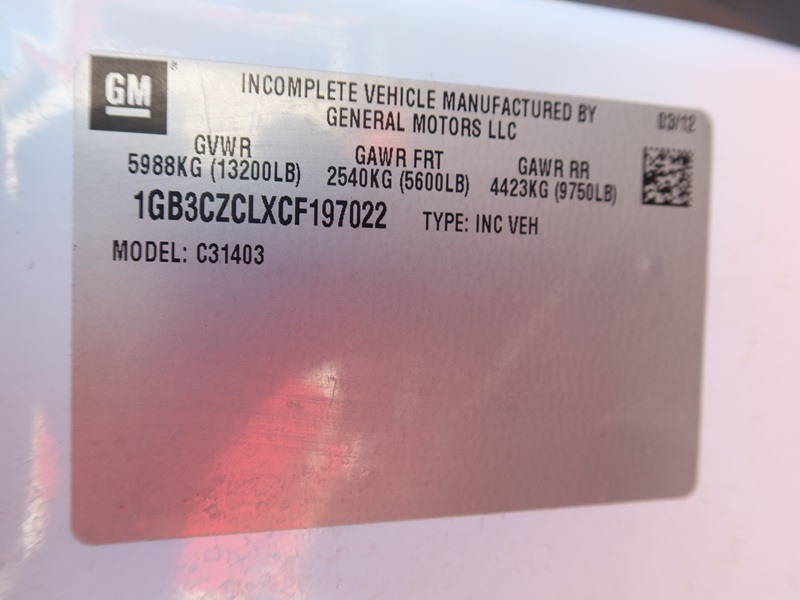 GM
INCOMPLETE VEHICLE MANUFACTURED BY
GENERAL MOTORS LLC
03/12
GVWR
5988KG (13200LB)
GAWR FRT
2540KG (5600LB)
GAWR RR
4423KG (9750LB)
1GB3CZCLXCF197022
TYPE: INC VEH
MODEL: C31403